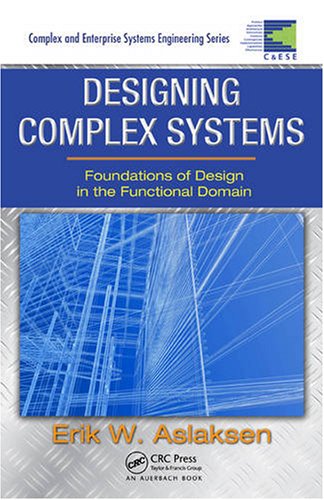 Complex and Enterprise Systems Engineering Series
C&ESE
DESIGNING
COMPLEX SYSTEMS
Foundations of Design
in the Functional Domain
Erik W. Aslaksen
CRC
CRC Press
Taylor & Francis Group
AN AUERBACH BOOK